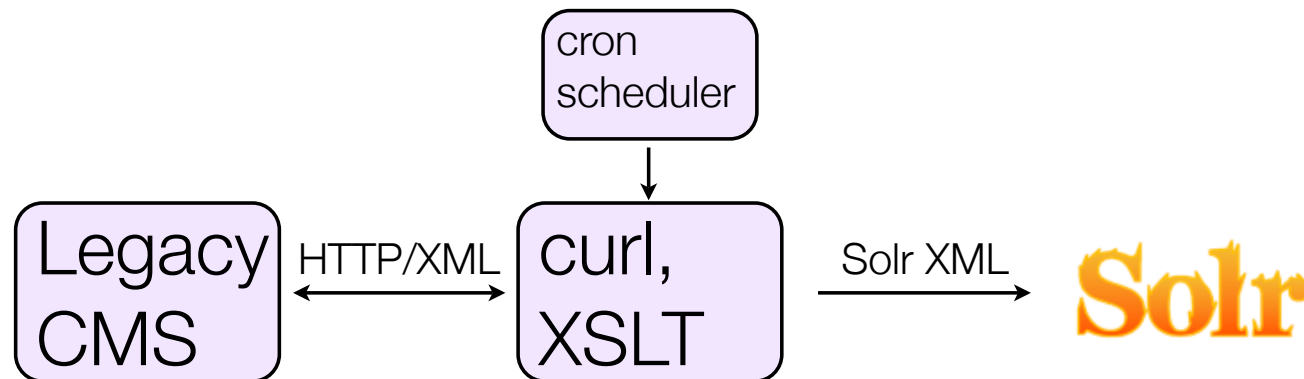 cron
scheduler
Legacy
CMS
HTTP/XML
curl,
XSLT
Solr XML
Solr